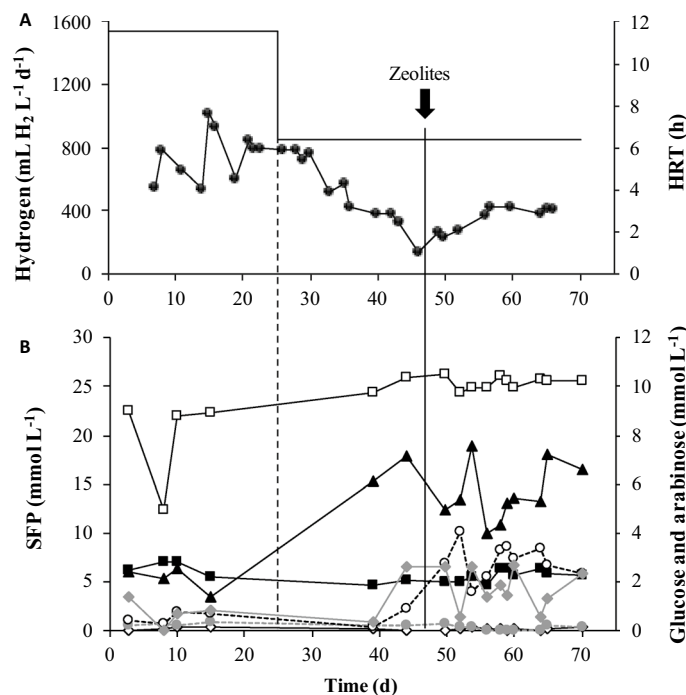 A
1600
1200
800
400
0
Hydrogen (mL H2 L-1 d-1)
Zeolites
12
10
8
6
4
2
0
HRT (h)
0 10 20 30 40 50 60 70
B
30
25
20
15
10
5
0
SFP (mmol L-1)
12
10
8
6
4
2
0
Glucose and arabinose (mmol L-1)
0 10 20 30 40 50 60 70
Time (d)